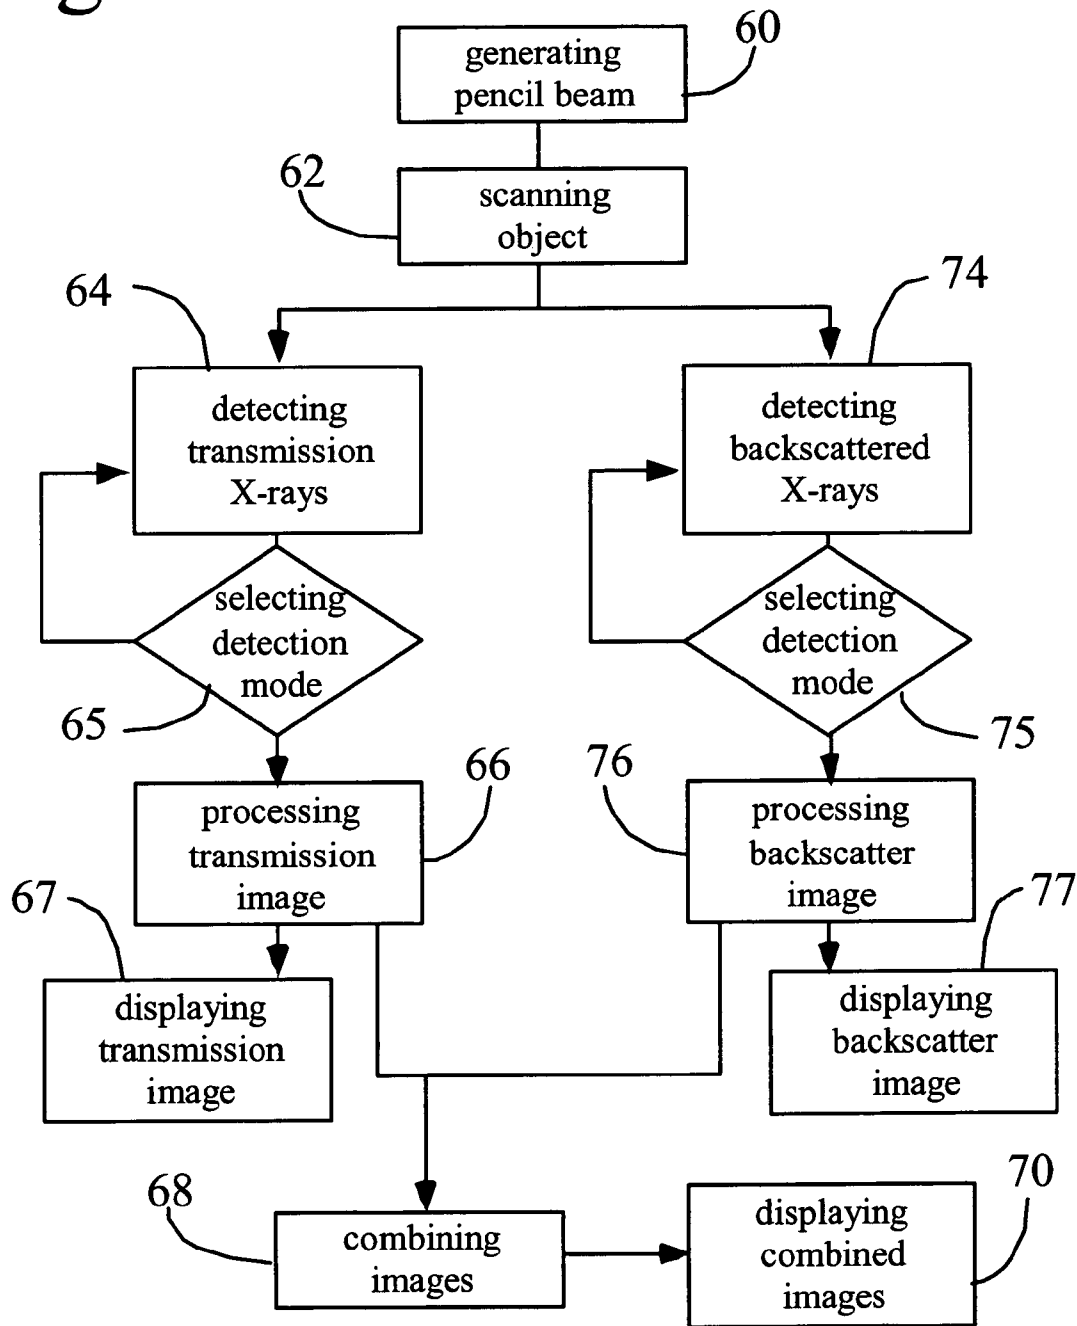 60
generating
pencil beam
62
scanning
object
64
74
detecting
transmission
X-rays
detecting
backscattered
X-rays
selecting
detection
mode
selecting
detection
mode
65
75
66
76
processing
transmission
image
processing
backscatter
image
67
77
displaying
transmission
image
displaying
backscatter
image
68
70
combining
images
displaying
combined
images